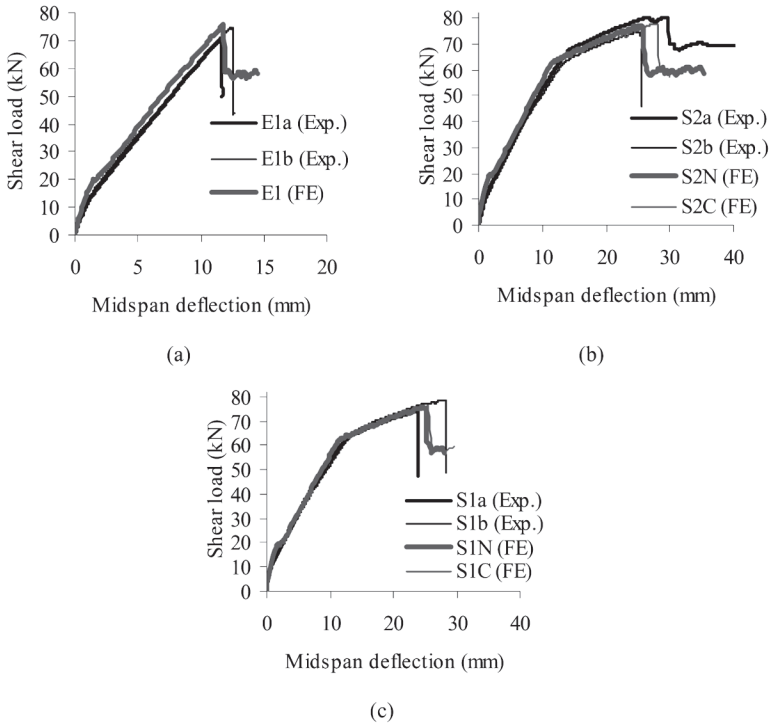 Shear load (kN)
80
70
60
50
40
30
20
10
0
E1a (Exp.)
E1b (Exp.)
E1 (FE)
0 5 10 15 20
Midspan deflection (mm)
(a)
Shear load (kN)
80
70
60
50
40
30
20
10
0
S2a (Exp.)
S2b (Exp.)
S2N (FE)
S2C (FE)
0 10 20 30 40
Midspan deflection (mm)
(b)
Shear load (kN)
80
70
60
50
40
30
20
10
0
S1a (Exp.)
S1b (Exp.)
S1N (FE)
S1C (FE)
0 10 20 30 40
Midspan deflection (mm)
(c)